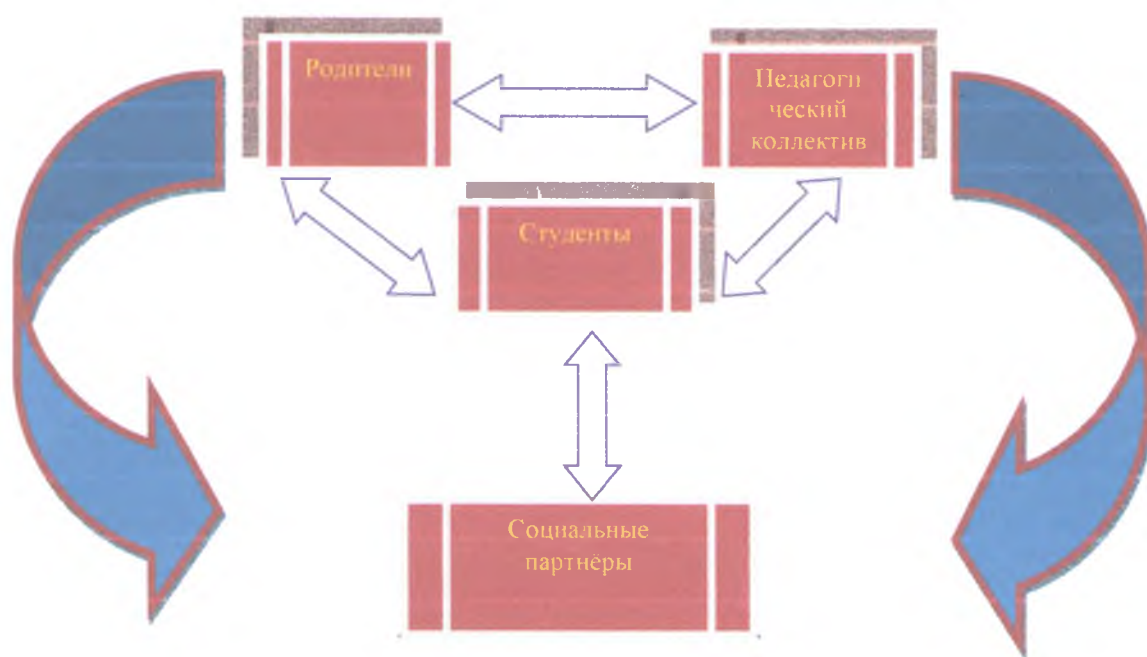 Родители
Педагоги
ческий
коллектив
Студенты
Социальные
партнёры